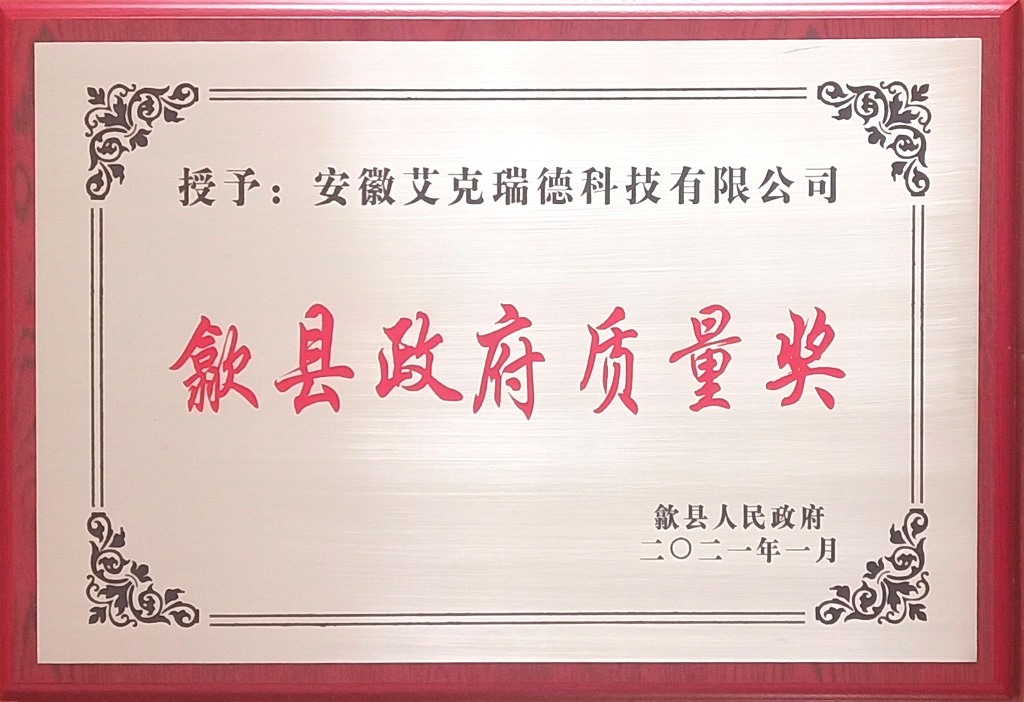 授予：安徽艾克瑞德科技有限公司
歙县政府质量奖
歙县人民政府
二〇二一年一月